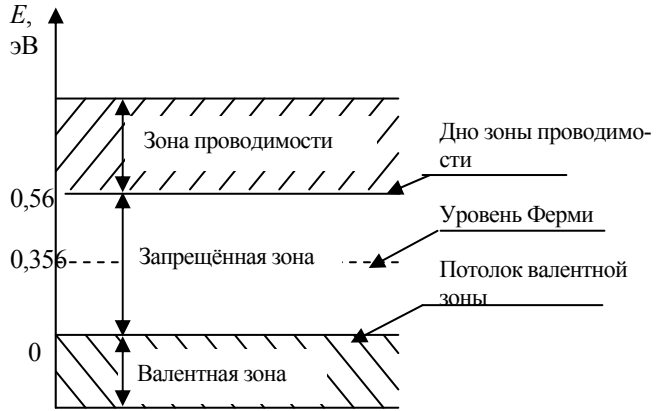 E,
эВ
Зона проводимости
Дно зоны проводимо-
сти
0,56
Уровень Ферми
0,356
Запрещённая зона
Потолок валентной
зоны
0
Валентная зона